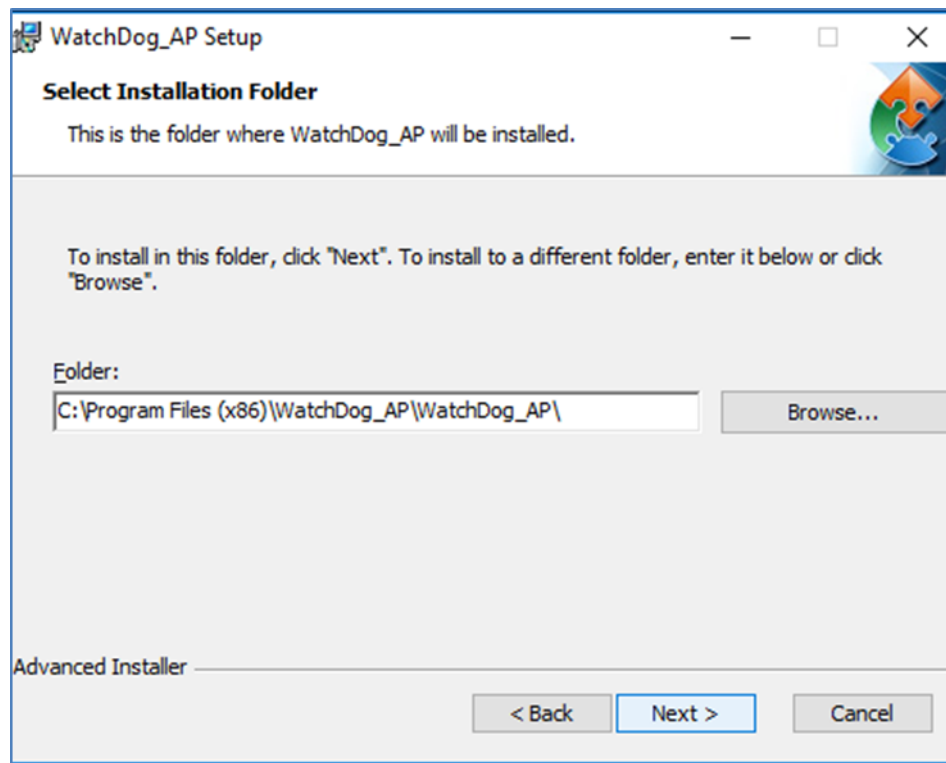 WatchDog_AP Setup
Select Installation Folder
This is the folder where WatchDog_AP will be installed.
To install in this folder, click "Next". To install to a different folder, enter it below or click
"Browse".
Folder:
C:\Program Files (x86)\WatchDog_AP\WatchDog_AP\
Browse...
Advanced Installer
< Back
Next >
Cancel